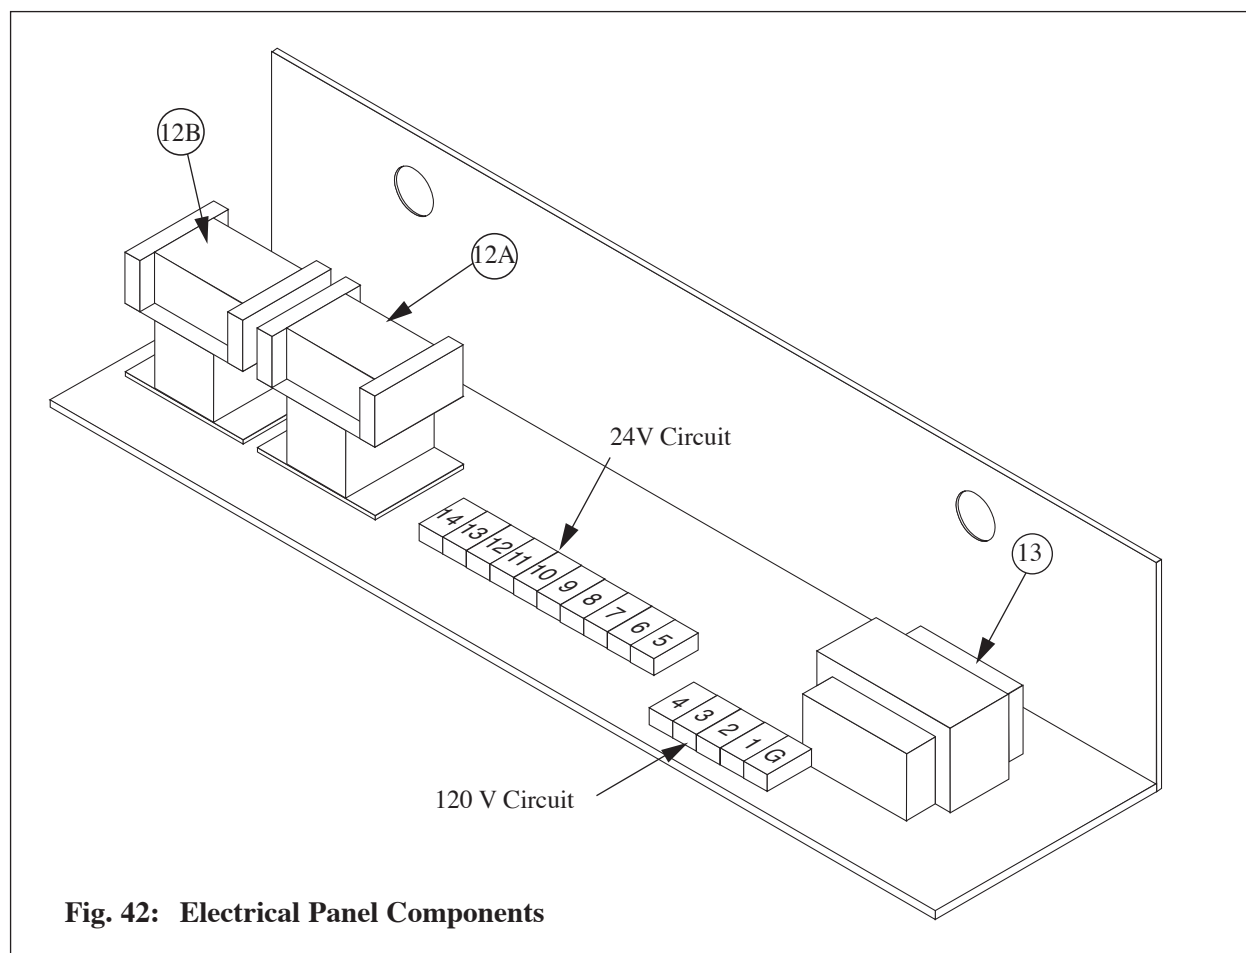 12B
12A
24V Circuit
14 13 12 11 10 9 8 7 6 5
13
4 3 2 1 G
120 V Circuit
Fig. 42: Electrical Panel Components